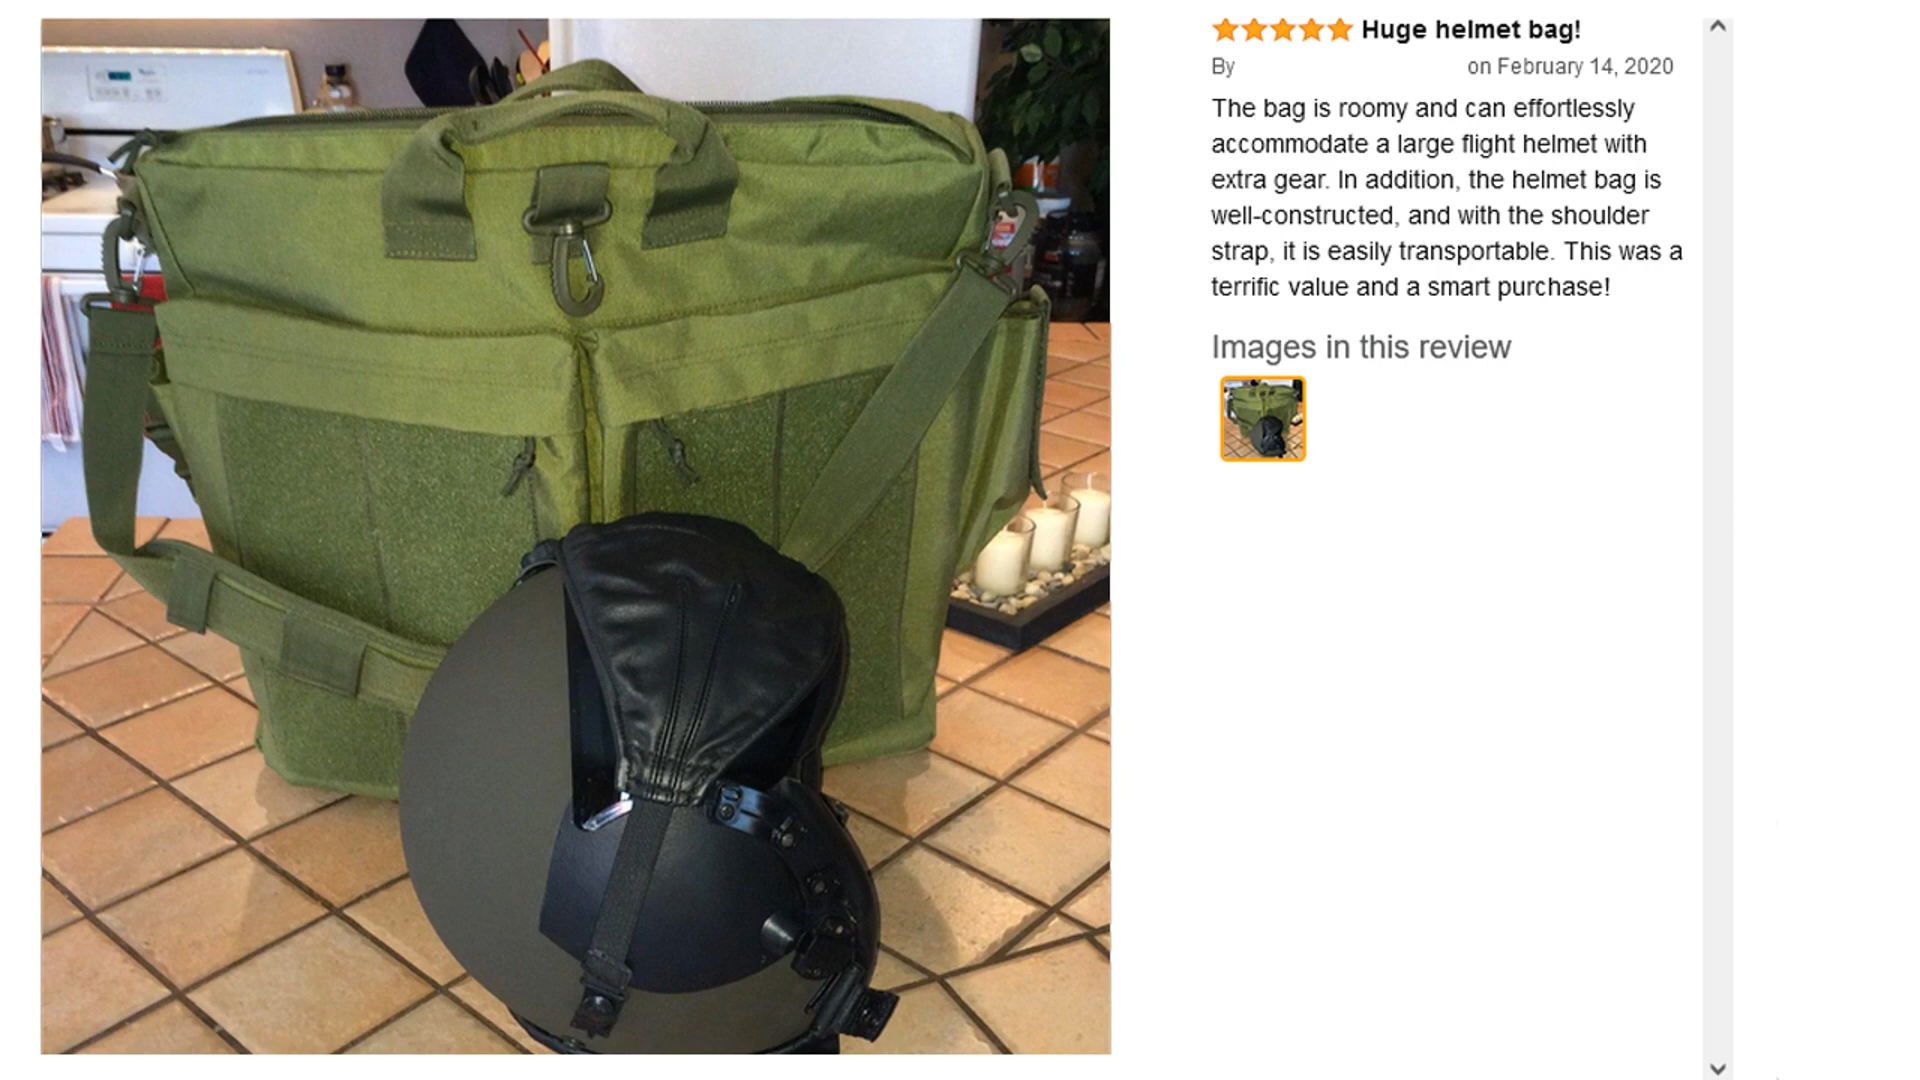 Huge helmet bag!
By on February 14, 2020
The bag is roomy and can effortlessly
accommodate a large flight helmet with
extra gear. In addition, the helmet bag is
well-constructed, and with the shoulder
strap, it is easily transportable. This was a
terrific value and a smart purchase!
Images in this review